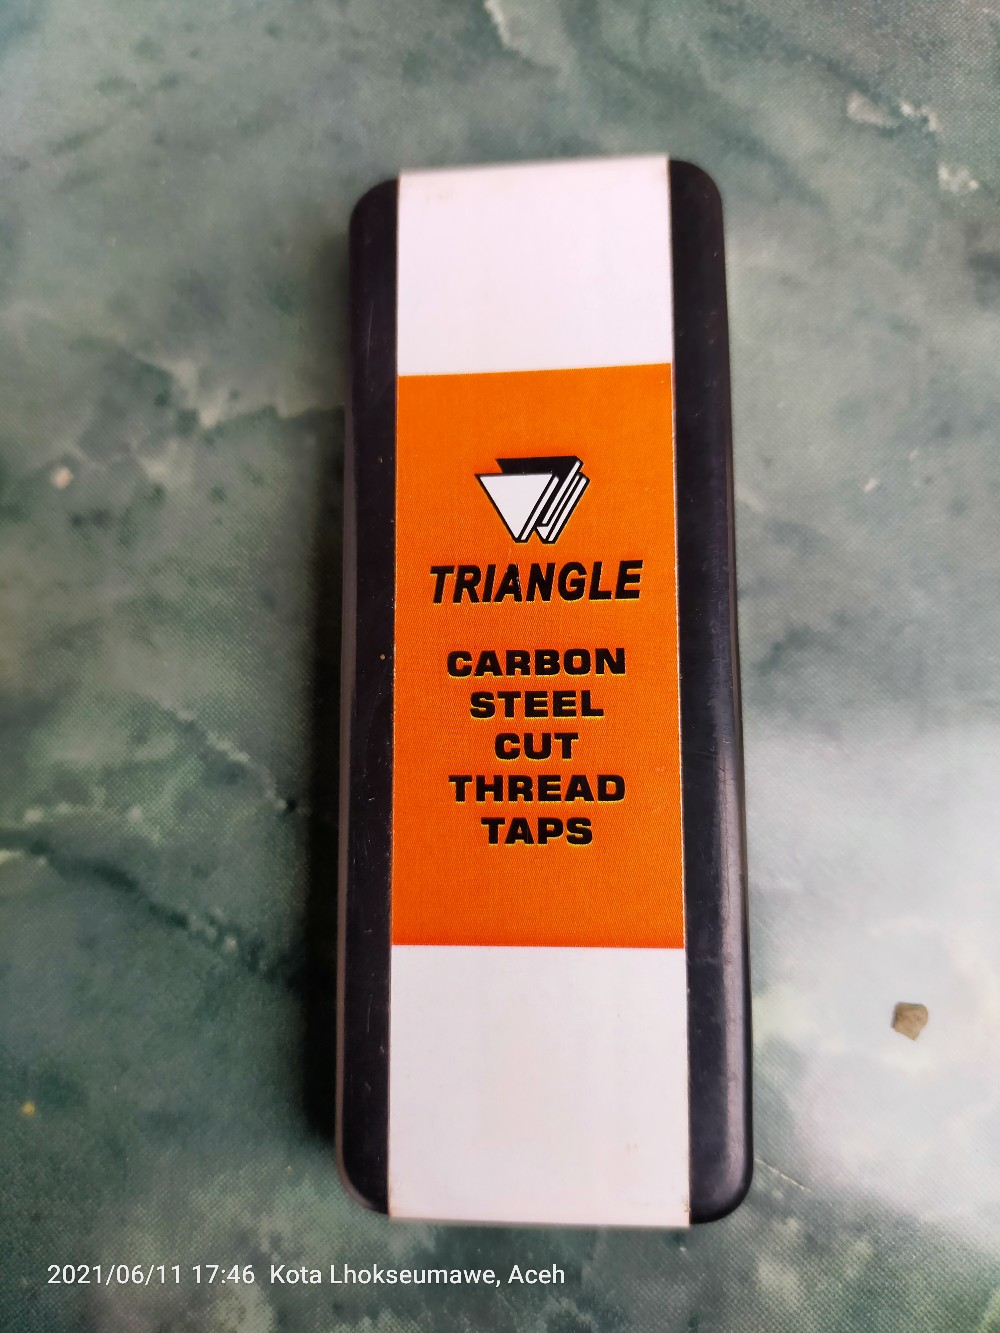 TRIANGLE
CARBON
STEEL
CUT
THREAD
TAPS
2021/06/11 17:46 Kota Lhokseumawe, Aceh